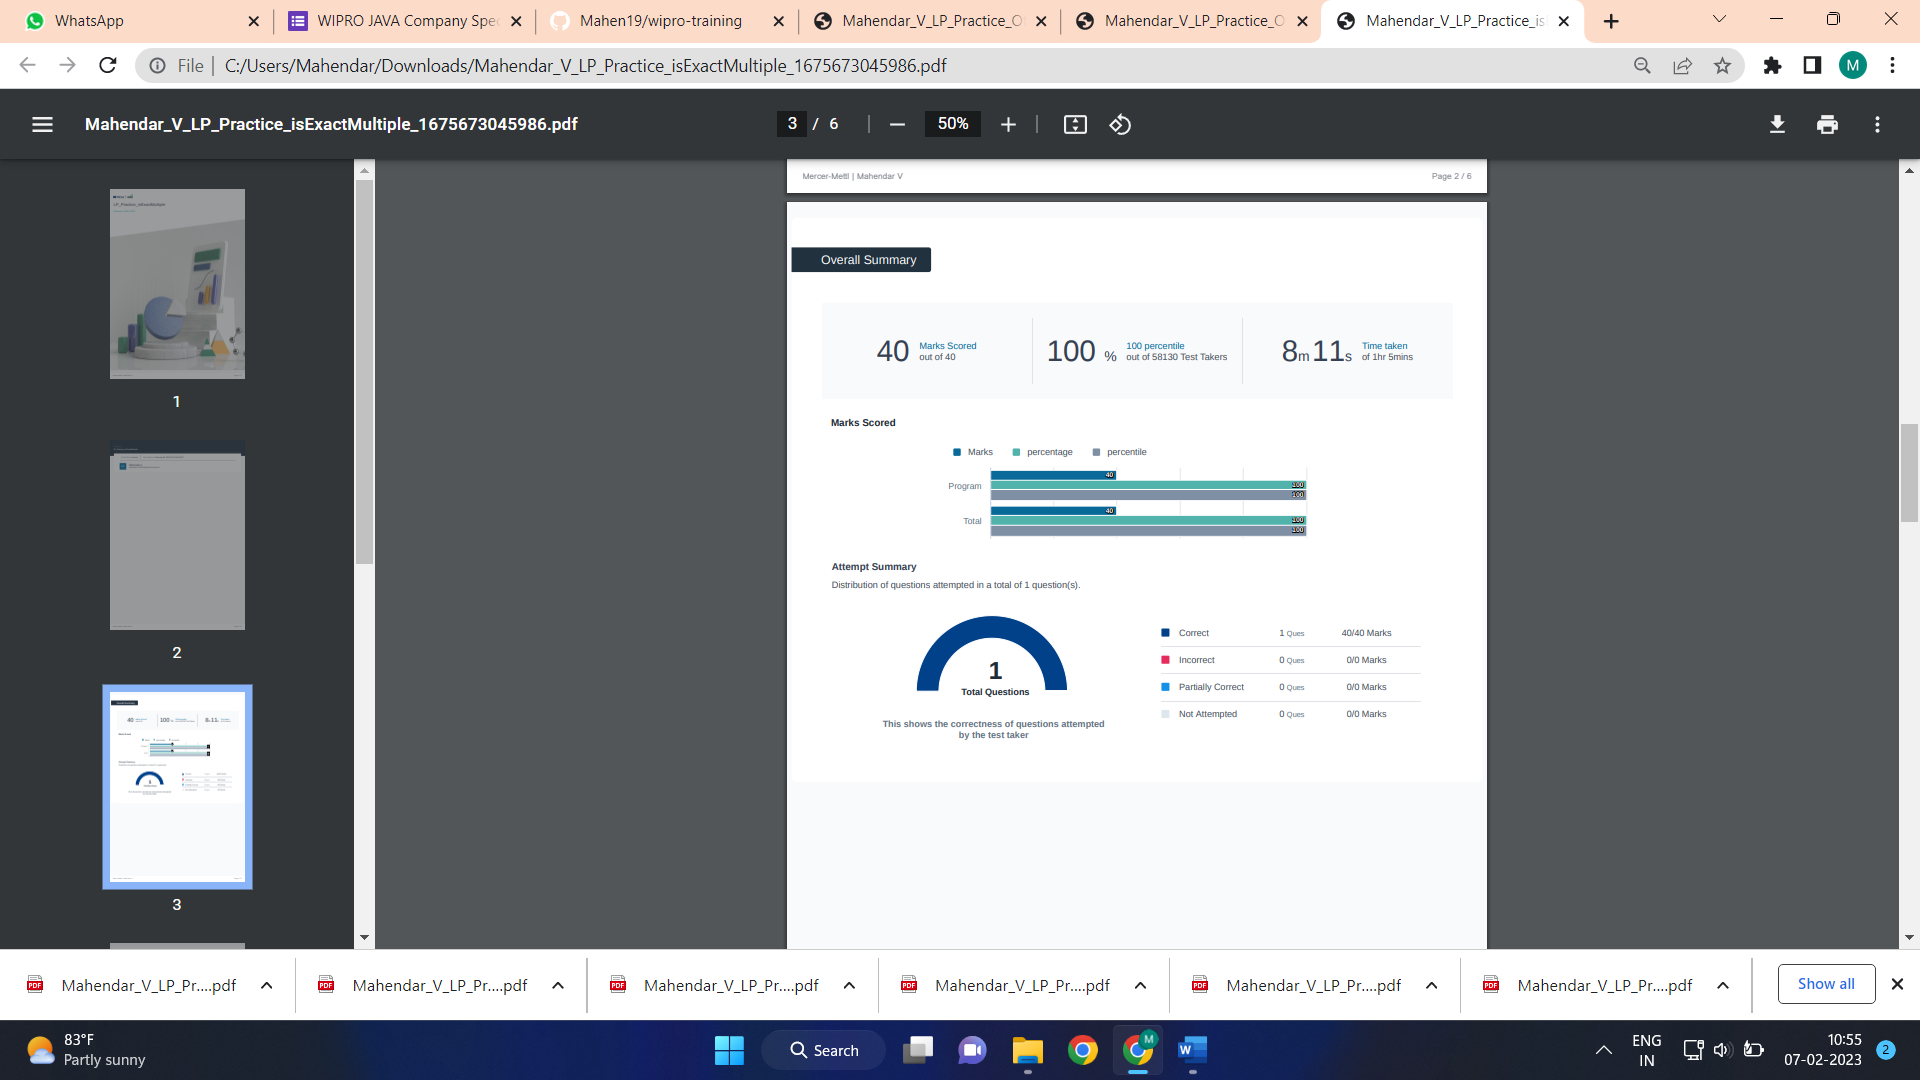 WhatsApp
WIPRO JAVA Company Spe
Mahen19/wipro-training
Mahendar_V_LP_Practice_O
Mahendar_V_LP_Practice_O
Mahendar_V_LP_Practice_is
File
C:/Users/Mahendar/Downloads/Mahendar_V_LP_Practice_isExactMultiple_1675673045986.pdf
M
Mahendar_V_LP_Practice_isExactMultiple_1675673045986.pdf
3 / 6
50%
1
2
3
Mercer-Mettl | Mahendar V
Page 2 / 6
Overall Summary
40 Marks Scored
out of 40
100 % 100 percentile
out of 58130 Test Takers
8m 11s Time taken
of 1hr 5mins
Marks Scored
Marks percentage percentile
Program 40
100
100
Total 40
100
100
Attempt Summary
Distribution of questions attempted in a total of 1 question(s).
1
Total Questions
This shows the correctness of questions attempted
by the test taker
Correct 1 Ques 40/40 Marks
Incorrect 0 Ques 0/0 Marks
Partially Correct 0 Ques 0/0 Marks
Not Attempted 0 Ques 0/0 Marks
PDF Mahendar_V_LP_Pr....pdf
PDF Mahendar_V_LP_Pr....pdf
PDF Mahendar_V_LP_Pr....pdf
PDF Mahendar_V_LP_Pr....pdf
PDF Mahendar_V_LP_Pr....pdf
PDF Mahendar_V_LP_Pr....pdf
Show all
83°F
Partly sunny
Search
M
W
ENG
IN
10:55
07-02-2023
2